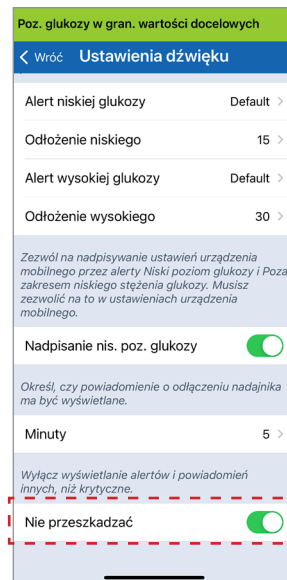 Poz. glukozy w gran. wartości docelowych
Wróć Ustawienia dźwięku
Alert niskiej glukozy Default
Odłożenie niskiego 15
Alert wysokiej glukozy Default
Odłożenie wysokiego 30
Zezwól na nadpisywanie ustawień urządzenia
mobilnego przez alerty Niski poziom glukozy i Poza
zakresem niskiego stężenia glukozy. Musisz
zezwolić na to w ustawieniach urządzenia
mobilnego.
Nadpisanie nis. poz. glukozy
Określ, czy powiadomienie o odłączeniu nadajnika
ma być wyświetlane.
Minuty 5
Wyłącz wyświetlanie alertów i powiadomień
innych, niż krytyczne.
Nie przeszkadzać